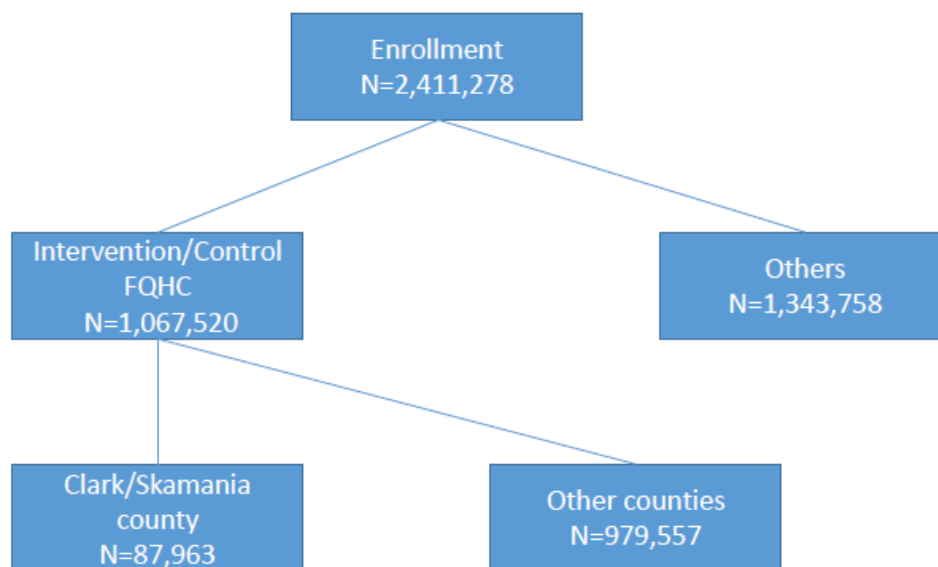 Enrollment
N=2,411,278
Intervention/Control
FQHC
N=1,067,520
Others
N=1,343,758
Clark/Skamania
county
N=87,963
Other counties
N=979,557